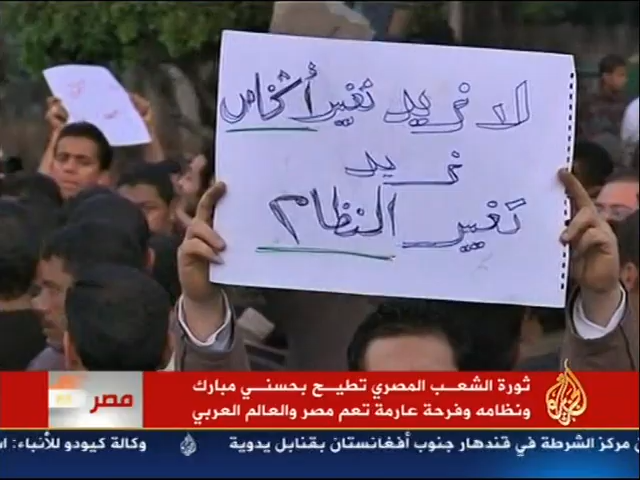 لا نريد تغير أشخاص
نريد
تغير النظام
ثورة الشعب المصري تطيح بحسني مبارك
ونظامه وفرحة عارمة تعم مصر والعالم العربي
مصر
الجزيرة
ن مركز الشرطة في قندهار جنوب أفغانستان بقنابل يدوية
وكالة كيودو للأنباء: ا